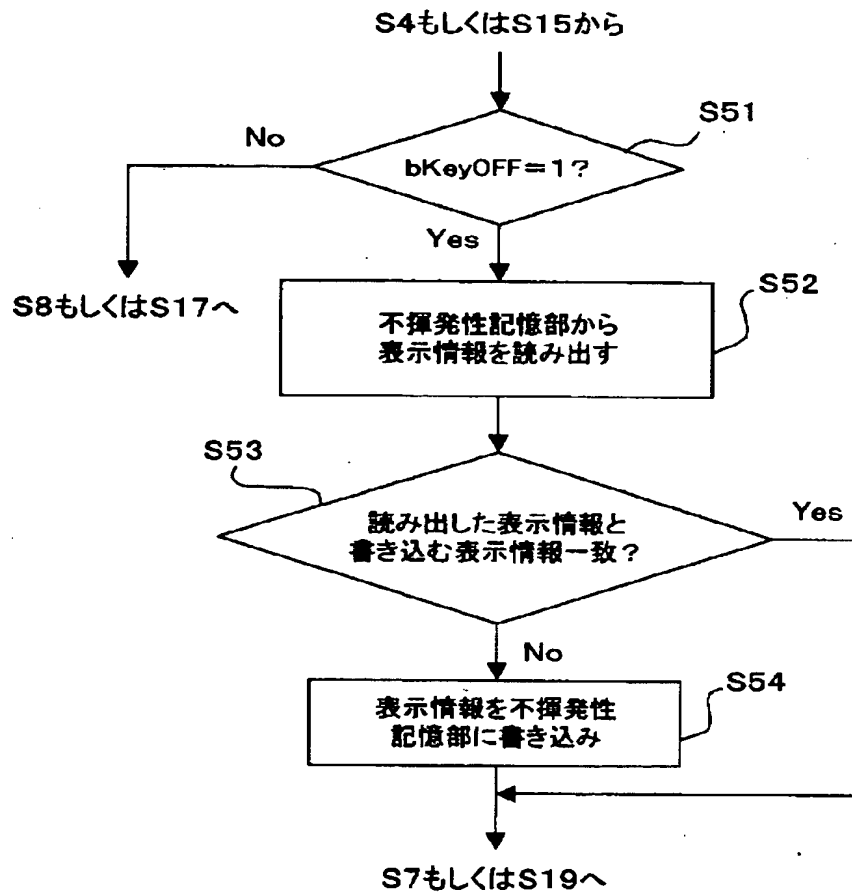 S4もしくはS15から
S51
No
bKeyOFF=1?
Yes
S52
S8もしくはS17へ
不揮発性記憶部から
表示情報を読み出す
S53
読み出した表示情報と
書き込む表示情報一致?
Yes
No
S54
表示情報を不揮発性
記憶部に書き込み
S7もしくはS19へ